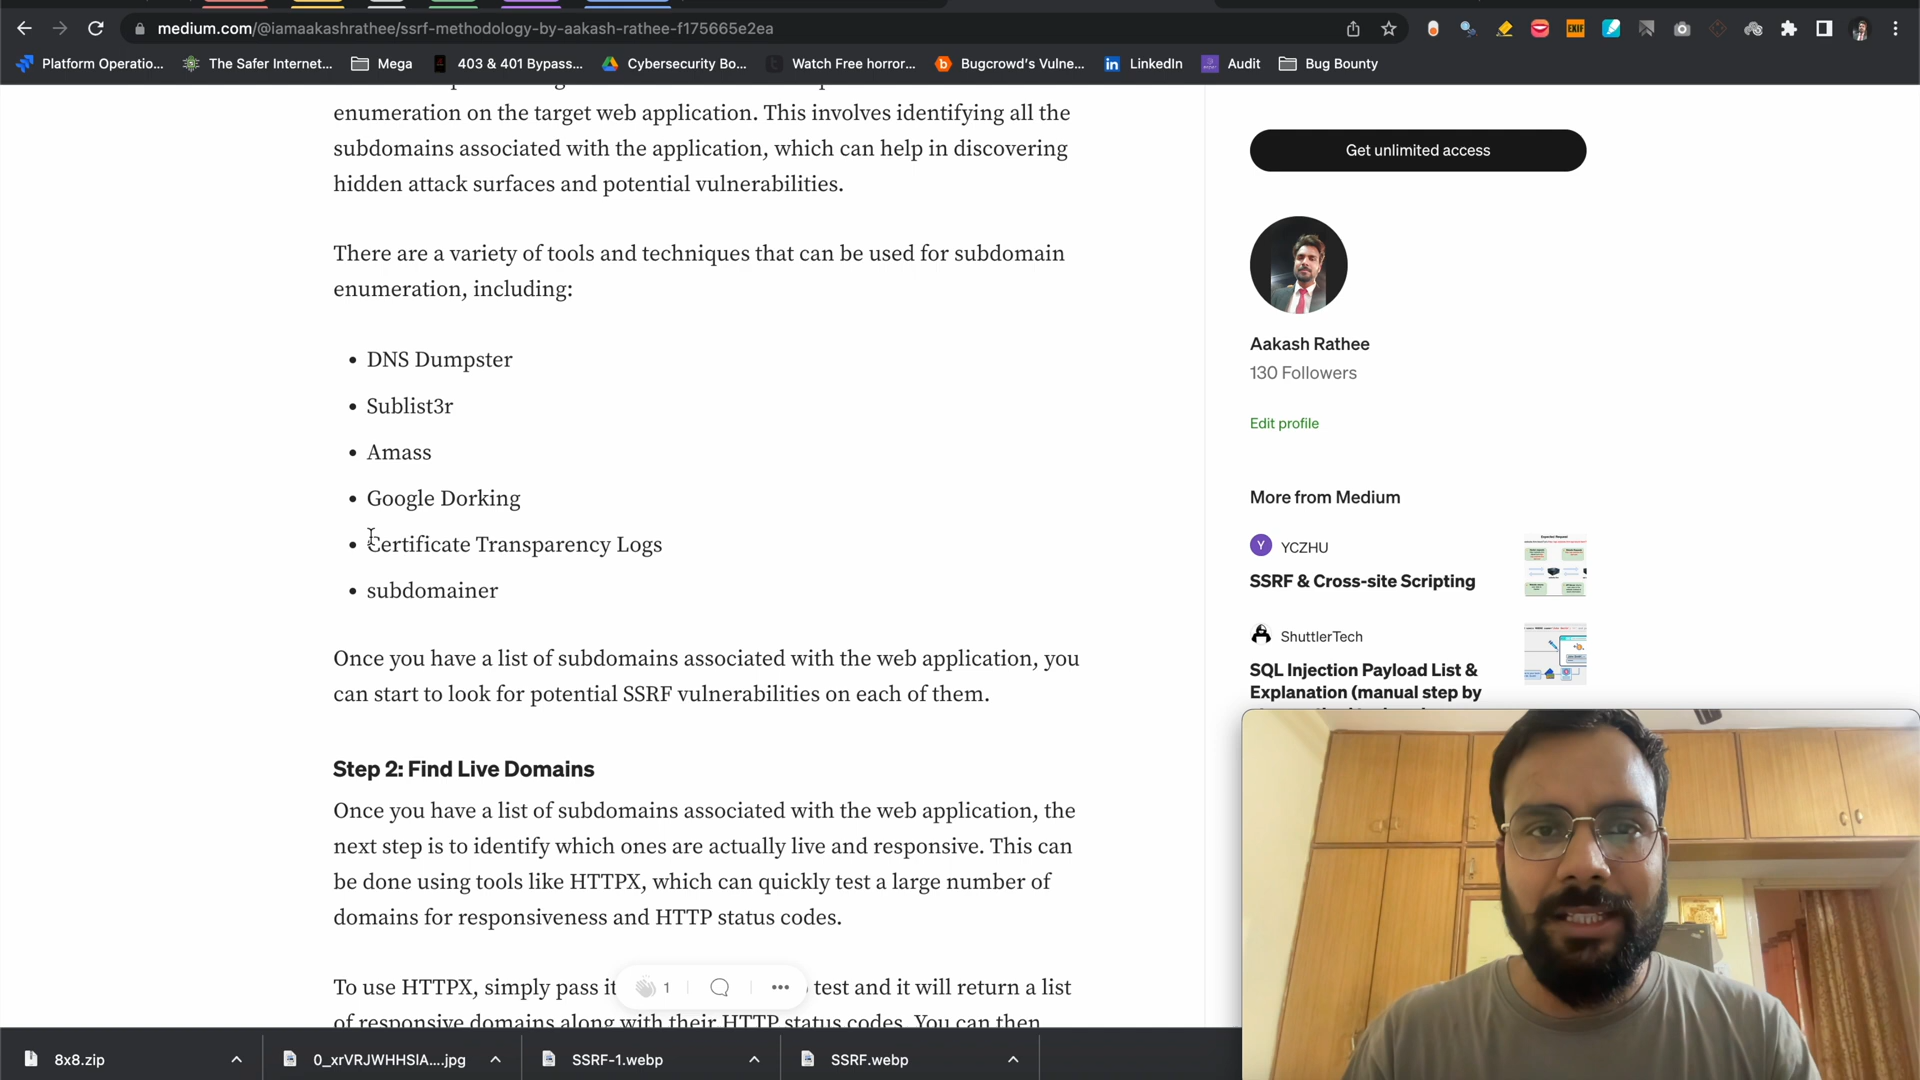 medium.com/@iamaakashrathee/ssrf-methodology-by-aakash-rathee-f175665e2ea
EXIF
Platform Operatio...
The Safer Internet...
Mega
403 & 401 Bypass...
Cybersecurity Bo...
Watch Free horror...
Bugcrowd's Vulne...
LinkedIn
Audit
Bug Bounty
enumeration on the target web application. This involves identifying all the
subdomains associated with the application, which can help in discovering
hidden attack surfaces and potential vulnerabilities.
There are a variety of tools and techniques that can be used for subdomain
enumeration, including:
• DNS Dumpster
• Sublist3r
• Amass
• Google Dorking
• Certificate Transparency Logs
• subdomainer
Once you have a list of subdomains associated with the web application, you
can start to look for potential SSRF vulnerabilities on each of them.
Step 2: Find Live Domains
Once you have a list of subdomains associated with the web application, the
next step is to identify which ones are actually live and responsive. This can
be done using tools like HTTPX, which can quickly test a large number of
domains for responsiveness and HTTP status codes.
To use HTTPX, simply pass it test and it will return a list
of responsive domains along with their HTTP status codes. You can then
1
Get unlimited access
Aakash Rathee
130 Followers
Edit profile
More from Medium
Y YCZHU
SSRF & Cross-site Scripting
ShuttlerTech
SQL Injection Payload List &
Explanation (manual step by
8x8.zip
0_xrVRJWHHSIA....jpg
SSRF-1.webp
SSRF.webp